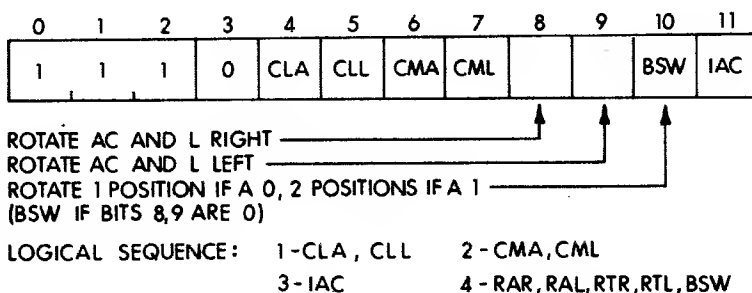 0 1 2 3 4 5 6 7 8 9 10 11
1 1 1 0 CLA CLL CMA CML BSW IAC
ROTATE AC AND L RIGHT
ROTATE AC AND L LEFT
ROTATE 1 POSITION IF A 0, 2 POSITIONS IF A 1
(BSW IF BITS 8,9 ARE 0)
LOGICAL SEQUENCE: 1-CLA, CLL 2-CMA,CML
3-IAC 4-RAR, RAL, RTR, RTL, BSW